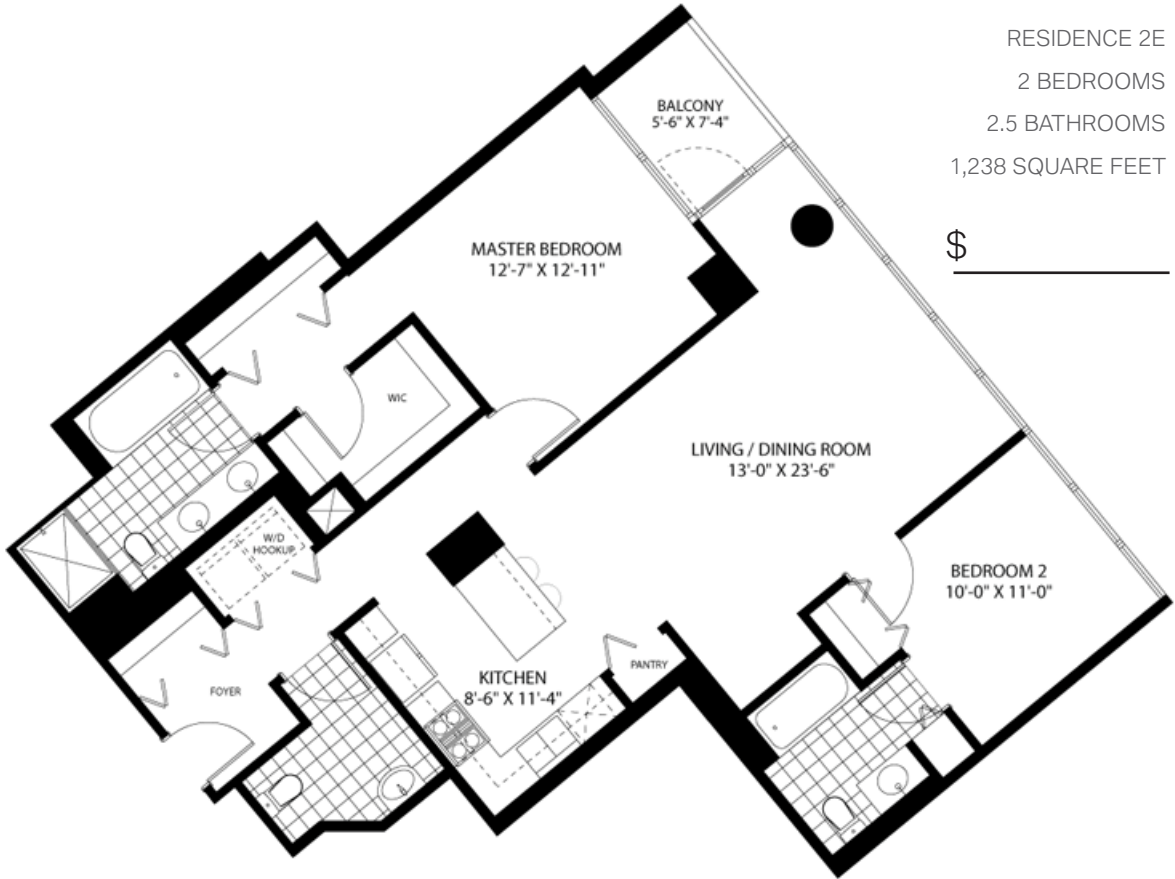 RESIDENCE 2E
2 BEDROOMS
2.5 BATHROOMS
1,238 SQUARE FEET
$
BALCONY
5'-6" X 7'-4"
MASTER BEDROOM
12'-7" X 12'-11"
WIC
LIVING / DINING ROOM
13'-0" X 23'-6"
W/D
HOOKUP
BEDROOM 2
10'-0" X 11'-0"
KITCHEN
8'-6" X 11'-4"
PANTRY
FOYER